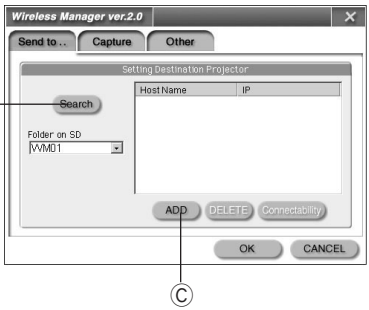 Wireless Manager ver.2.0
Send to .. Capture Other
Setting Destination Projector
Host Name IP
Search
Folder on SD
WM01
ADD DELETE Connectability
OK CANCEL
C